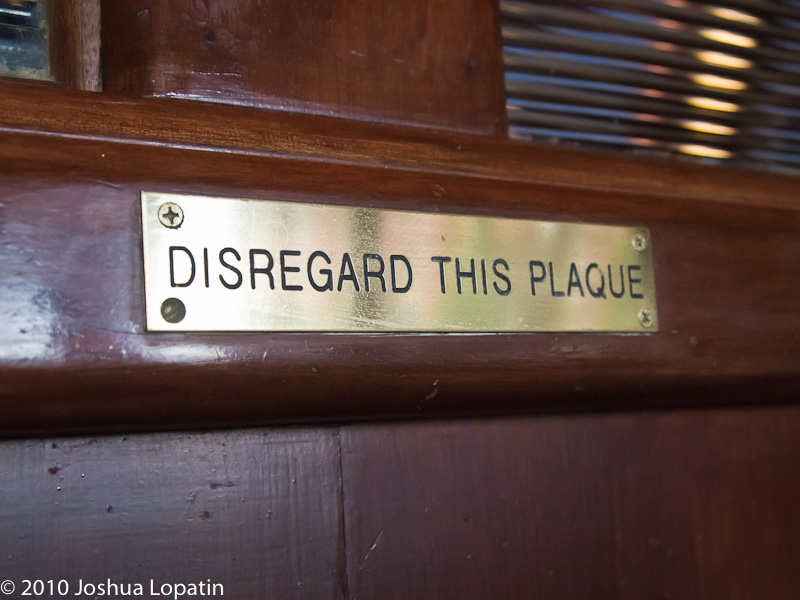 DISREGARD THIS PLAQUE
© 2010 Joshua Lopatin